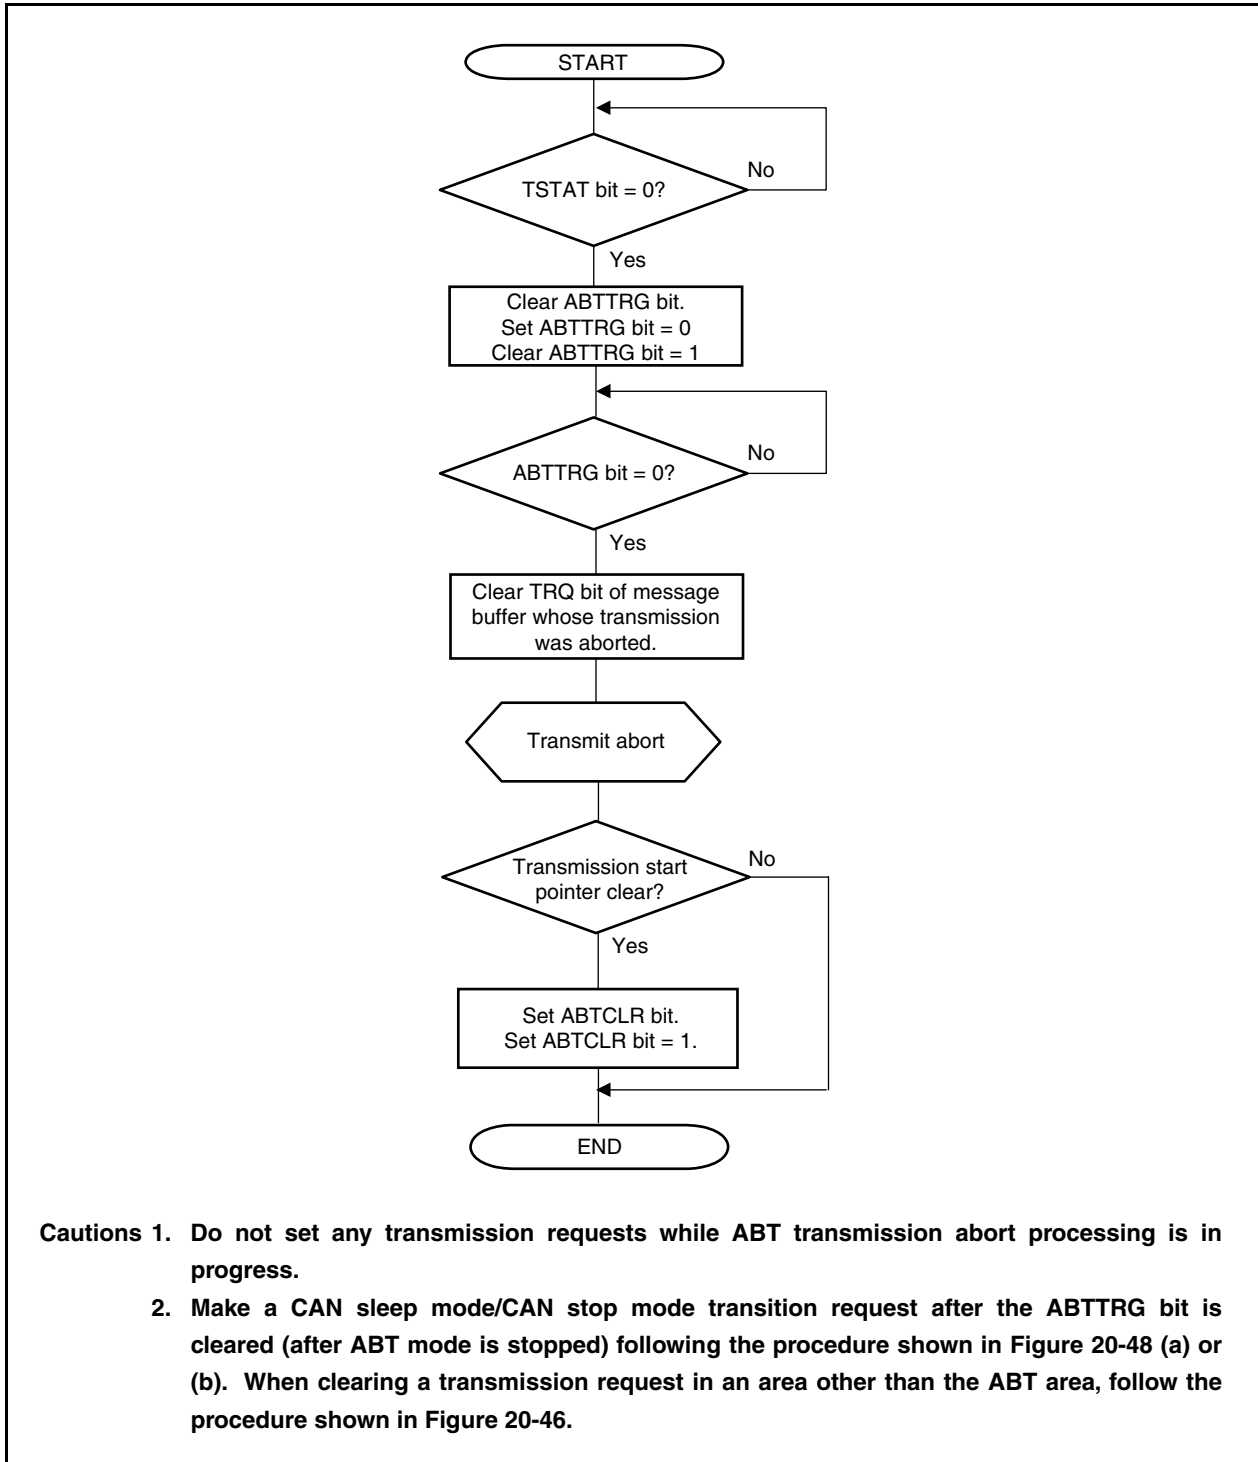 START
TSTAT bit = 0?
No
Yes
Clear ABTTRG bit.
Set ABTTRG bit = 0
Clear ABTTRG bit = 1
ABTTRG bit = 0?
No
Yes
Clear TRQ bit of message
buffer whose transmission
was aborted.
Transmit abort
Transmission start
pointer clear?
No
Yes
Set ABTCLR bit.
Set ABTCLR bit = 1.
END
Cautions 1. Do not set any transmission requests while ABT transmission abort processing is in
progress.
2. Make a CAN sleep mode/CAN stop mode transition request after the ABTTRG bit is
cleared (after ABT mode is stopped) following the procedure shown in Figure 20-48 (a) or
(b). When clearing a transmission request in an area other than the ABT area, follow the
procedure shown in Figure 20-46.